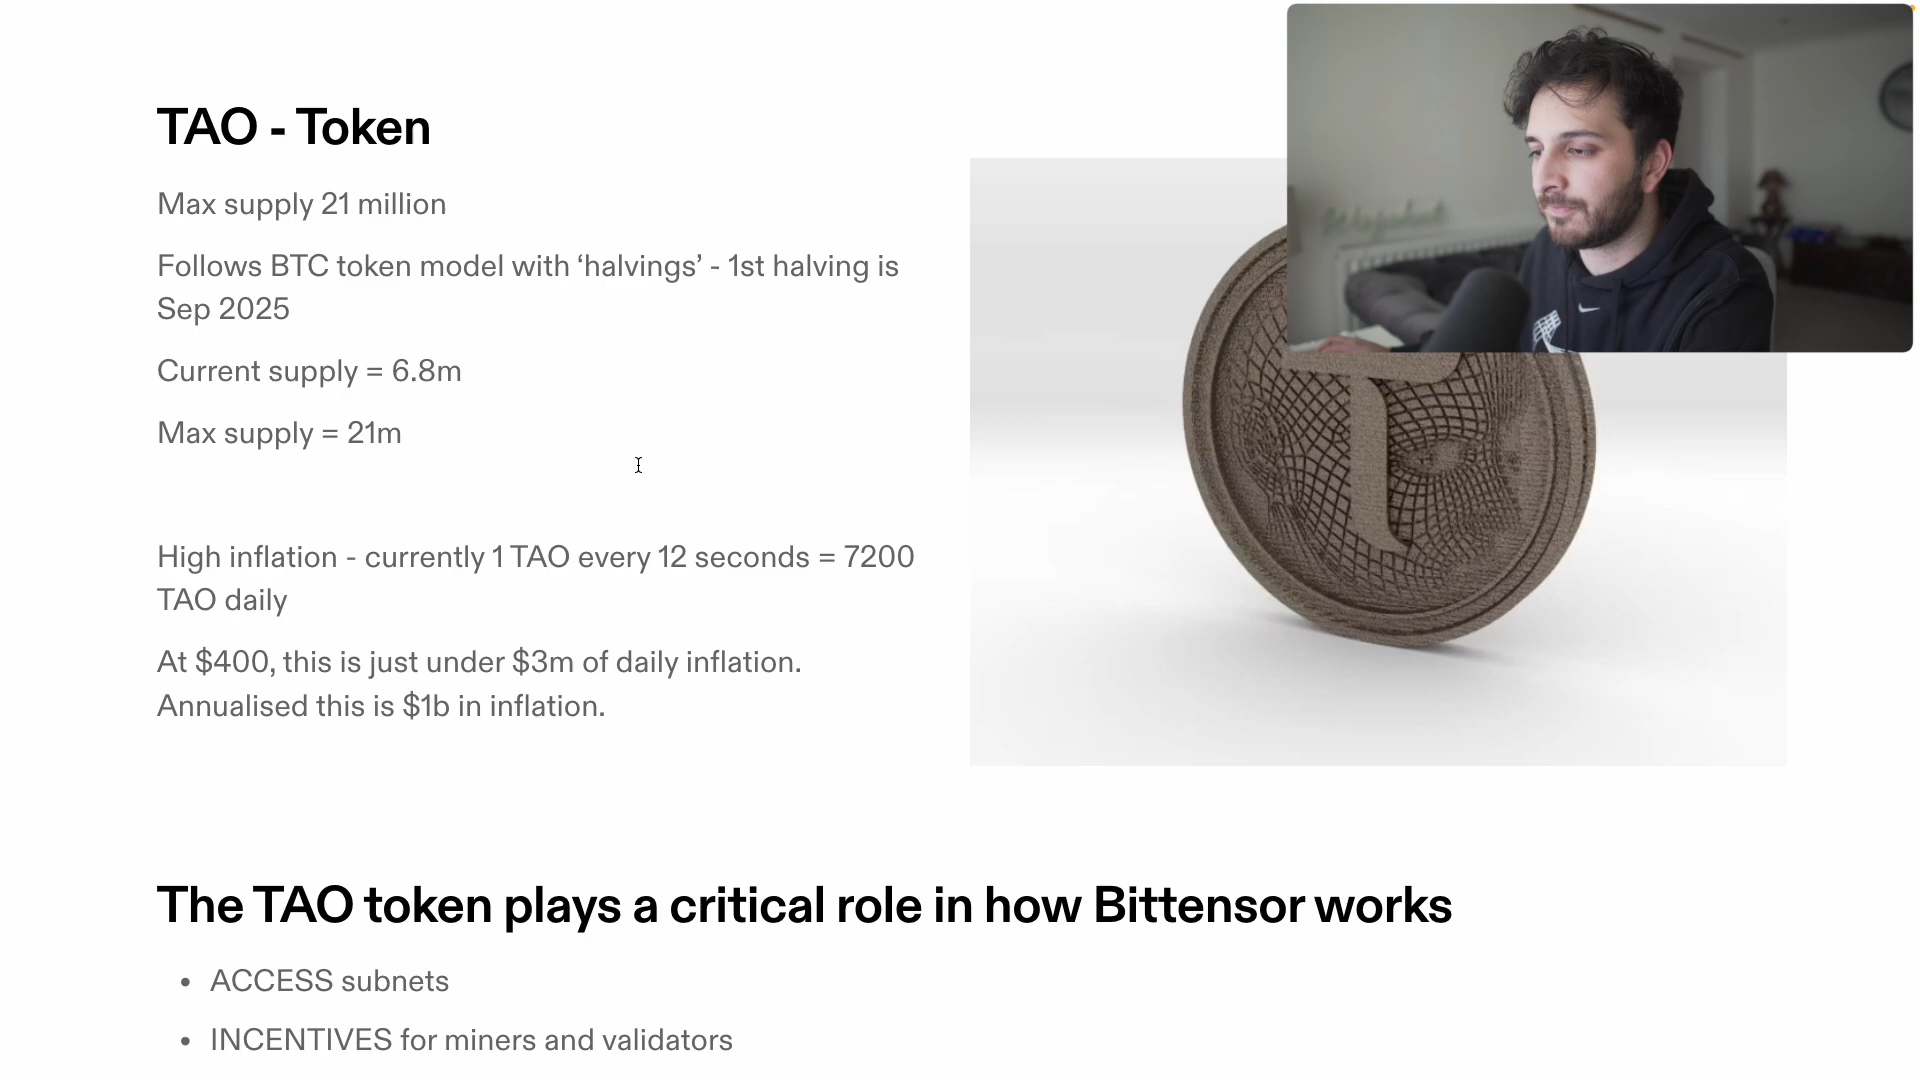 TAO - Token
Max supply 21 million
Follows BTC token model with ‘halvings’ - 1st halving is
Sep 2025
Current supply = 6.8m
Max supply = 21m
High inflation - currently 1 TAO every 12 seconds = 7200
TAO daily
At $400, this is just under $3m of daily inflation.
Annualised this is $1b in inflation.
The TAO token plays a critical role in how Bittensor works
• ACCESS subnets
• INCENTIVES for miners and validators